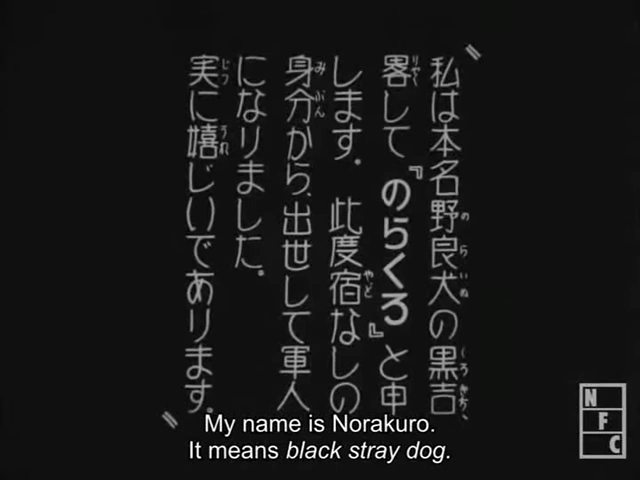 〝私は本名野良犬の黒吉、
畧して『のらくろ』と申
します。此度宿なしの
身分から、出世して軍人
になりました。
実に嬉じいであります。〟
My name is Norakuro.
It means black stray dog.
NFC